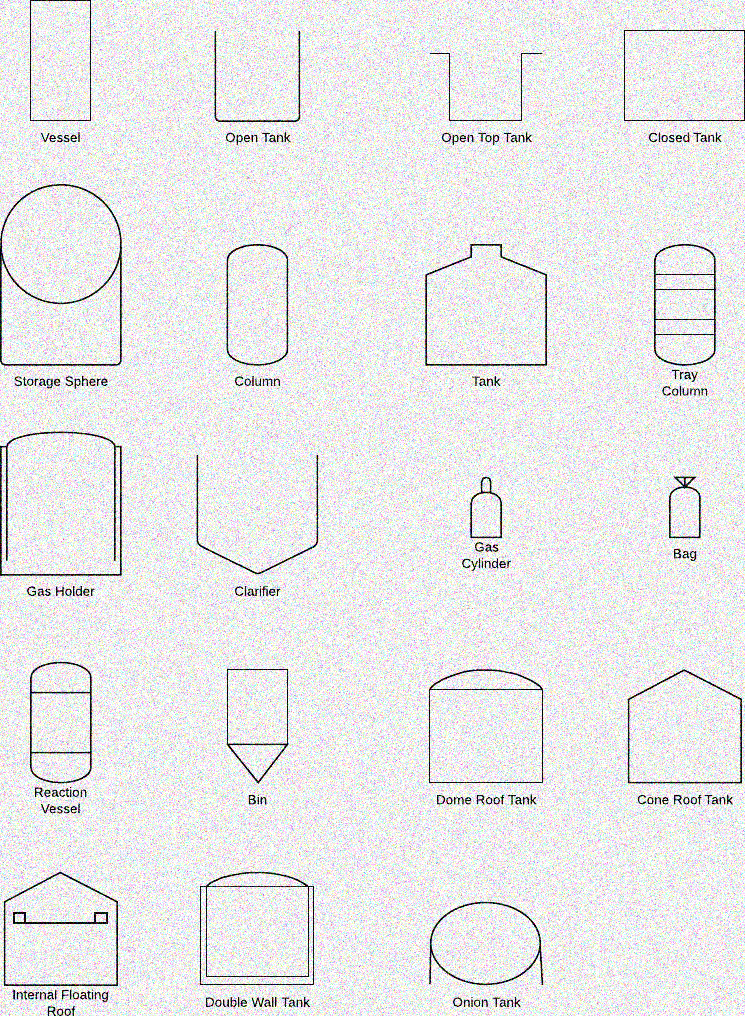 Vessel
Open Tank
Open Top Tank
Closed Tank
Storage Sphere
Column
Tank
Tray
Column
Gas Holder
Clarifier
Gas
Cylinder
Bag
Reaction
Vessel
Bin
Dome Roof Tank
Cone Roof Tank
Internal Floating
Roof
Double Wall Tank
Onion Tank